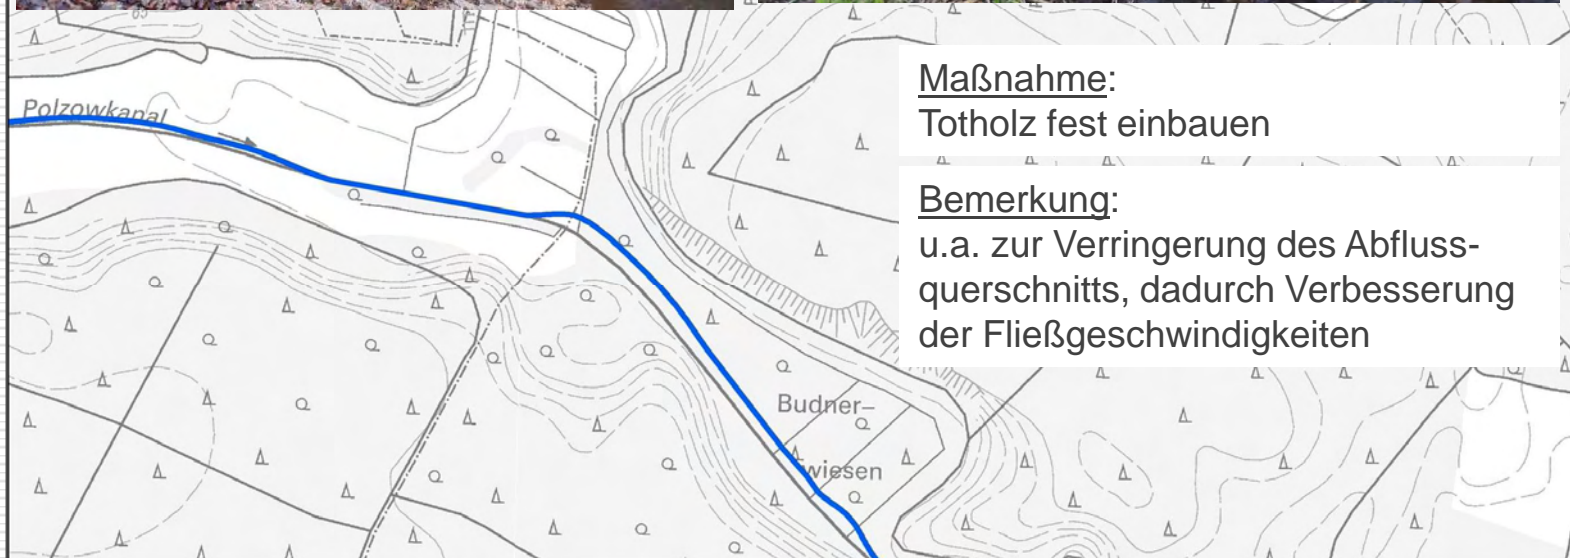 Polzowkanal
Maßnahme:
Totholz fest einbauen
Bemerkung:
u.a. zur Verringerung des Abfluss-
querschnitts, dadurch Verbesserung
der Fließgeschwindigkeiten
Budner–
wiesen